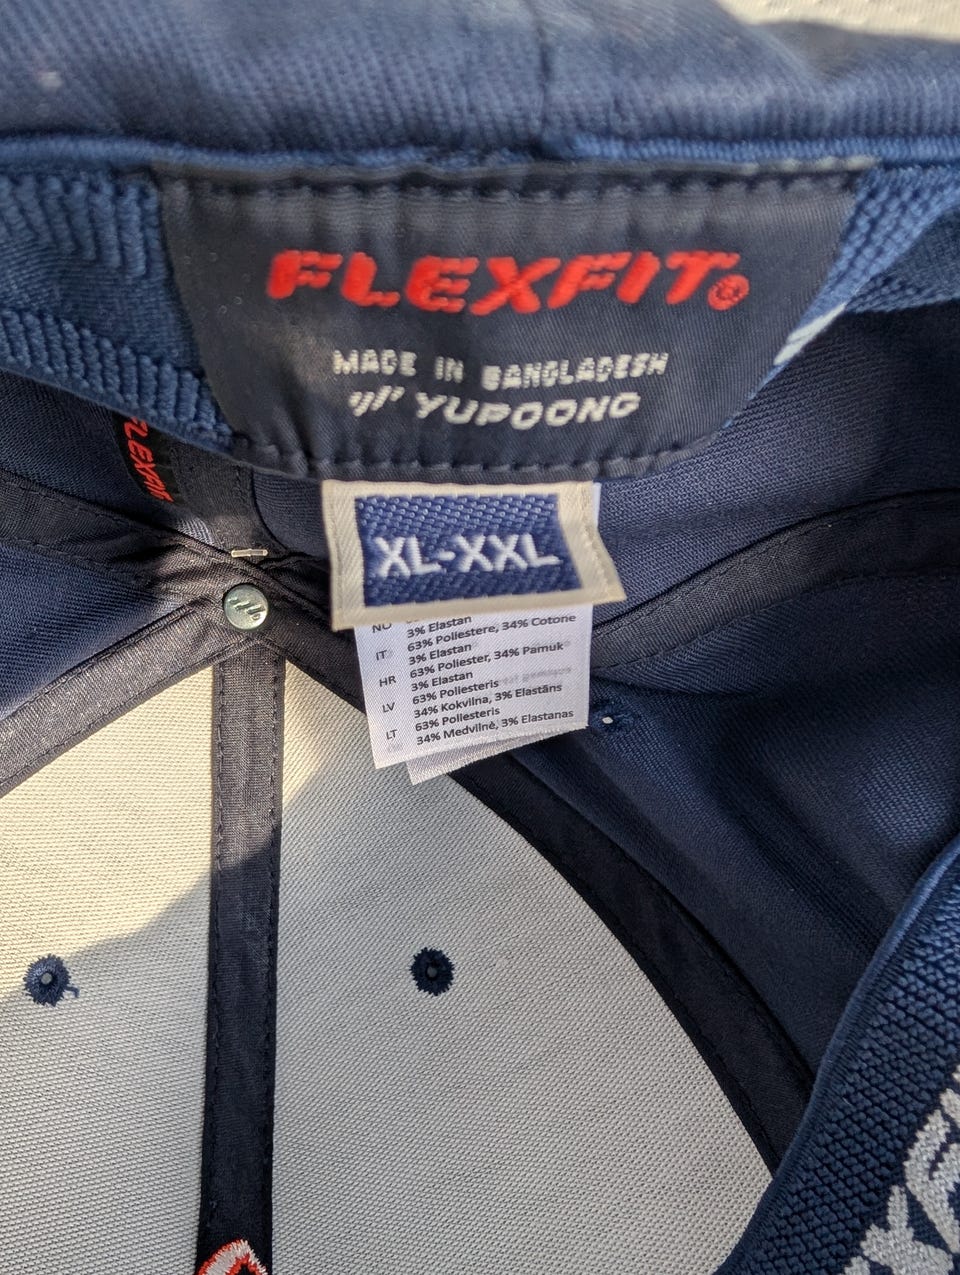 FLEXFIT®
MADE IN BANGLADESH
YUPOONG
FLEXFIT
XL-XXL
NO
3% Elastan
IT 63% Poliestere, 34% Cotone
3% Elastan
HR 63% Poliester, 34% Pamuk
3% Elastan
LV 63% Poliesteris
34% Kokvilna, 3% Elastāns
LT 63% Poliesteris
34% Medvilnė, 3% Elastanas